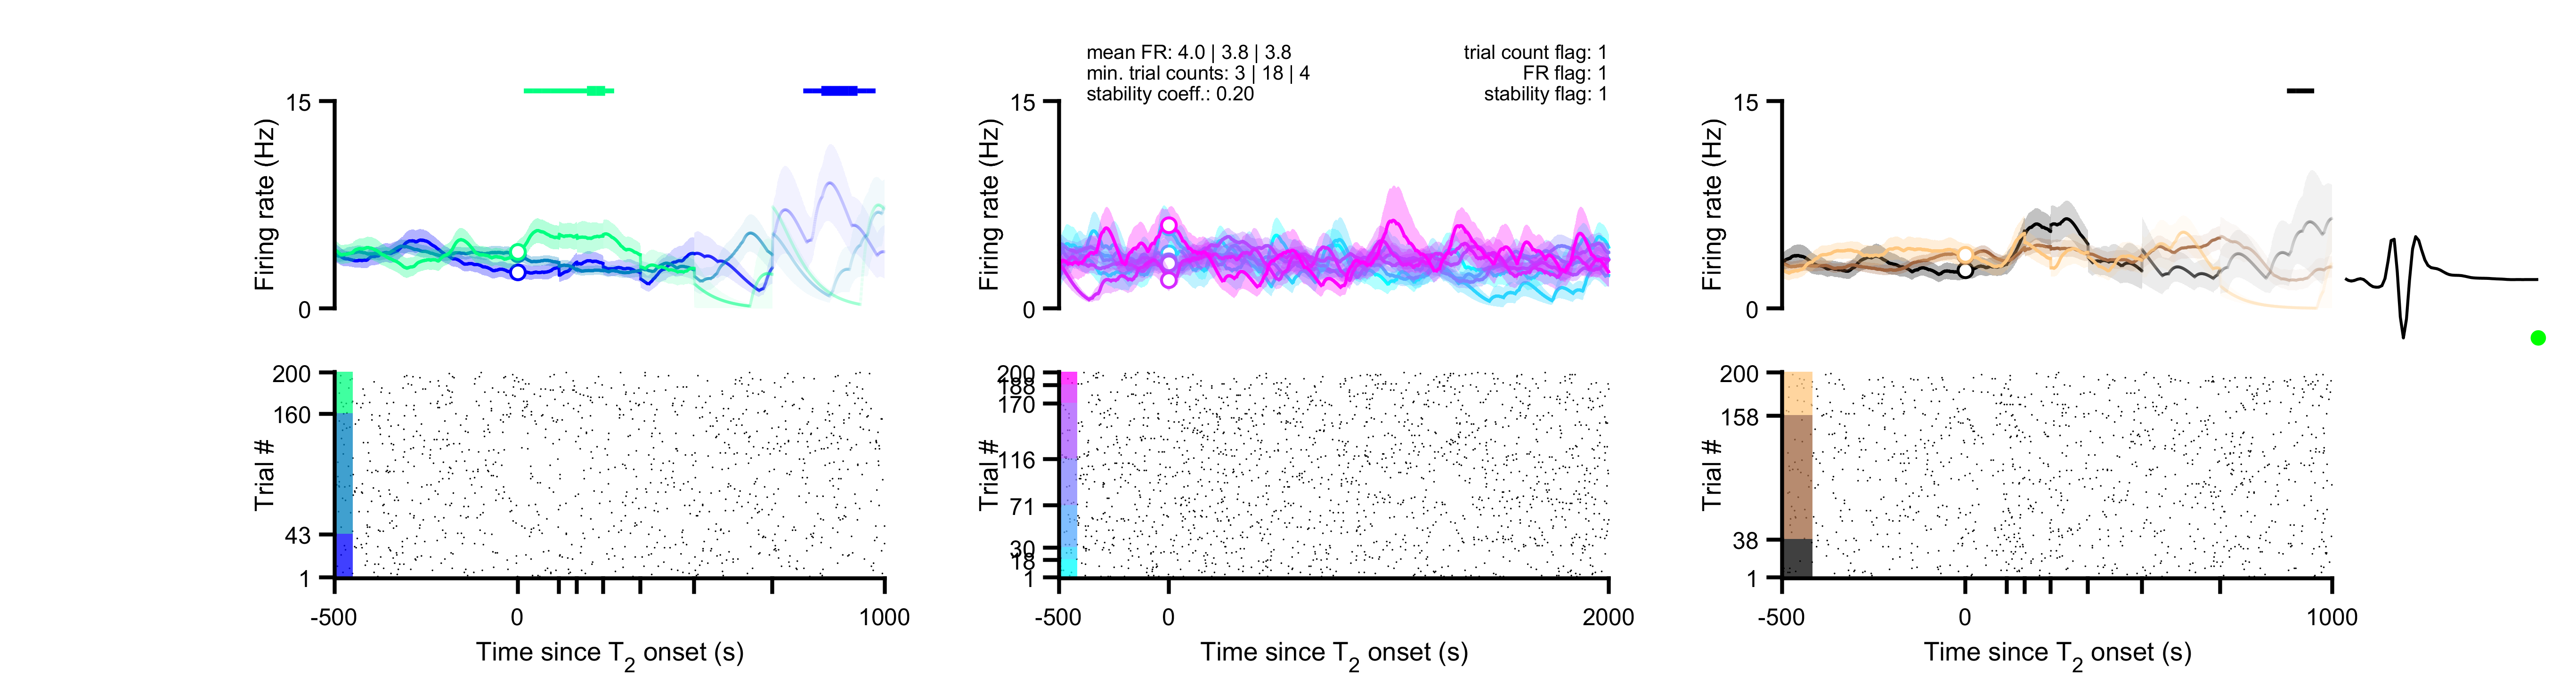 mean FR: 4.0 | 3.8 | 3.8
min. trial counts: 3 | 18 | 4
stability coeff.: 0.20
trial count flag: 1
FR flag: 1
stability flag: 1
15
Firing rate (Hz)
0
15
Firing rate (Hz)
0
15
Firing rate (Hz)
0
200
160
Trial #
43
1
-500
0
1000
Time since T2 onset (s)
200
188
170
Trial #
116
71
30
18
1
-500
0
2000
Time since T2 onset (s)
200
158
Trial #
38
1
-500
0
1000
Time since T2 onset (s)